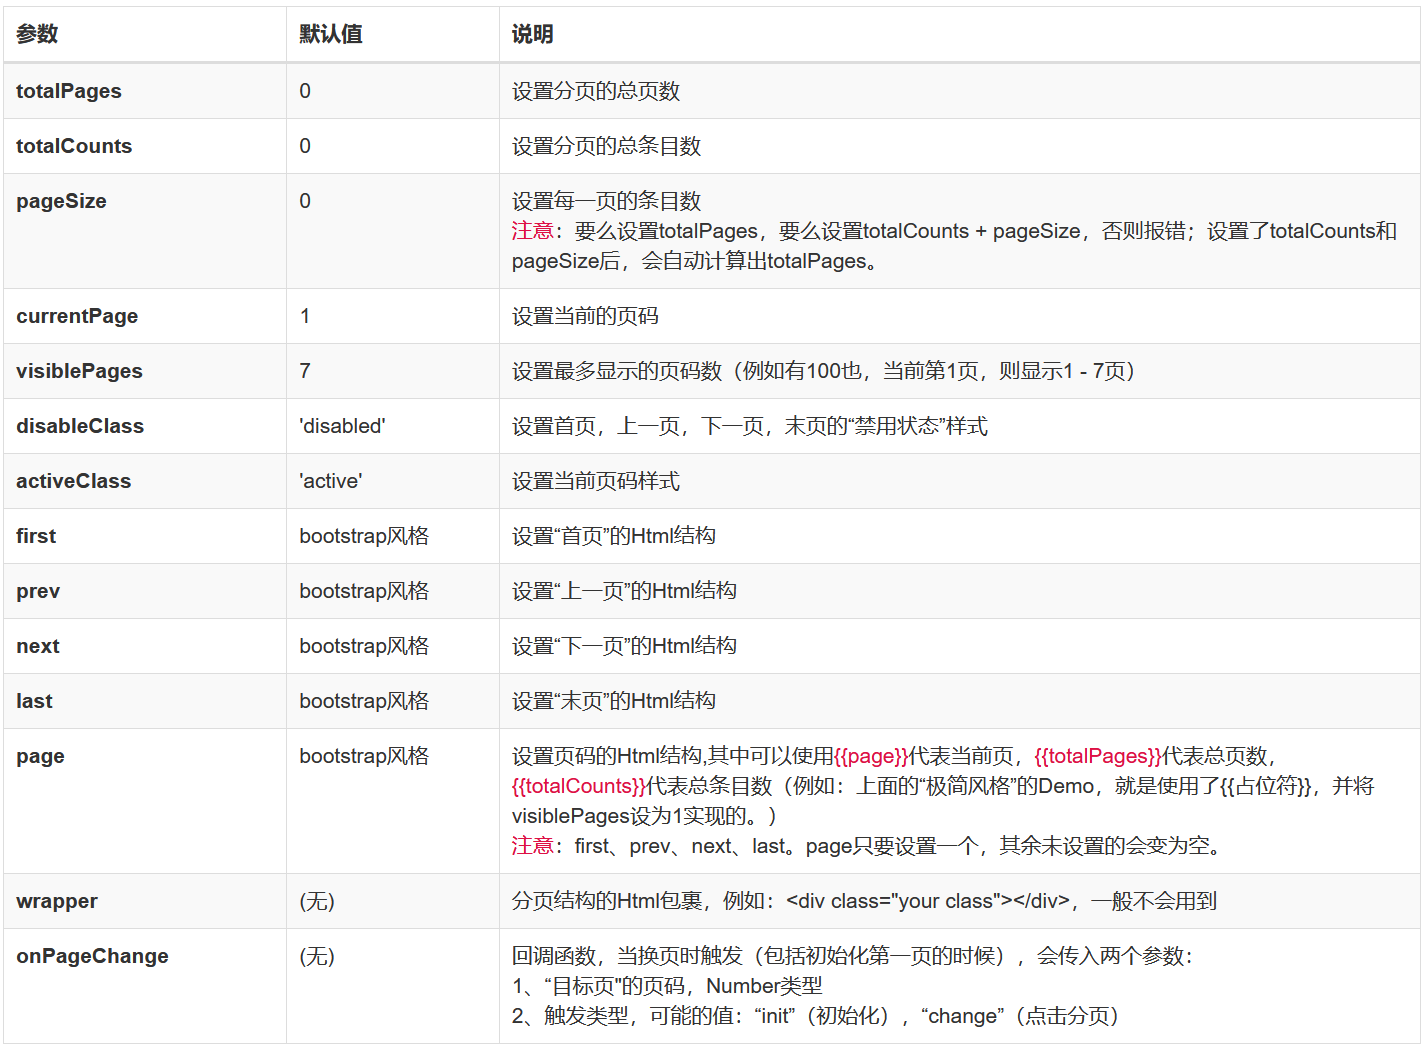 参数 默认值 说明
totalPages 0 设置分页的总页数
totalCounts 0 设置分页的总条目数
pageSize 0 设置每一页的条目数
注意：要么设置totalPages，要么设置totalCounts + pageSize，否则报错；设置了totalCounts和
pageSize后，会自动计算出totalPages。
currentPage 1 设置当前的页码
visiblePages 7 设置最多显示的页码数（例如有100也，当前第1页，则显示1 - 7页）
disableClass 'disabled' 设置首页，上一页，下一页，末页的“禁用状态”样式
activeClass 'active' 设置当前页码样式
first bootstrap风格 设置“首页”的Html结构
prev bootstrap风格 设置“上一页”的Html结构
next bootstrap风格 设置“下一页”的Html结构
last bootstrap风格 设置“末页”的Html结构
page bootstrap风格 设置页码的Html结构,其中可以使用{{page}}代表当前页，{{totalPages}}代表总页数，
{{totalCounts}}代表总条目数（例如：上面的“极简风格”的Demo，就是使用了{{占位符}}，并将
visiblePages设为1实现的。）
注意：first、prev、next、last。page只要设置一个，其余未设置的会变为空。
wrapper (无) 分页结构的Html包裹，例如：<div class="your class"></div>，一般不会用到
onPageChange (无) 回调函数，当换页时触发（包括初始化第一页的时候），会传入两个参数：
1、“目标页"的页码，Number类型
2、触发类型，可能的值：“init”（初始化），“change”（点击分页）